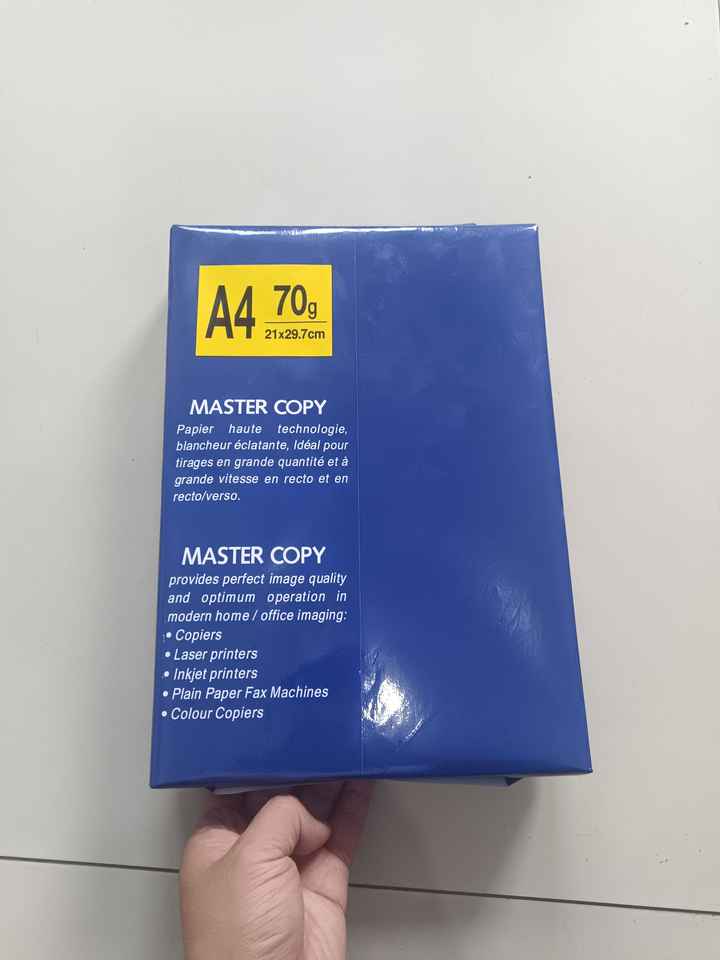 A4 70g
21x29.7cm
MASTER COPY
Papier haute technologie,
blancheur éclatante, Idéal pour
tirages en grande quantité et à
grande vitesse en recto et en
recto/verso.
MASTER COPY
provides perfect image quality
and optimum operation in
modern home / office imaging:
• Copiers
• Laser printers
• Inkjet printers
• Plain Paper Fax Machines
• Colour Copiers